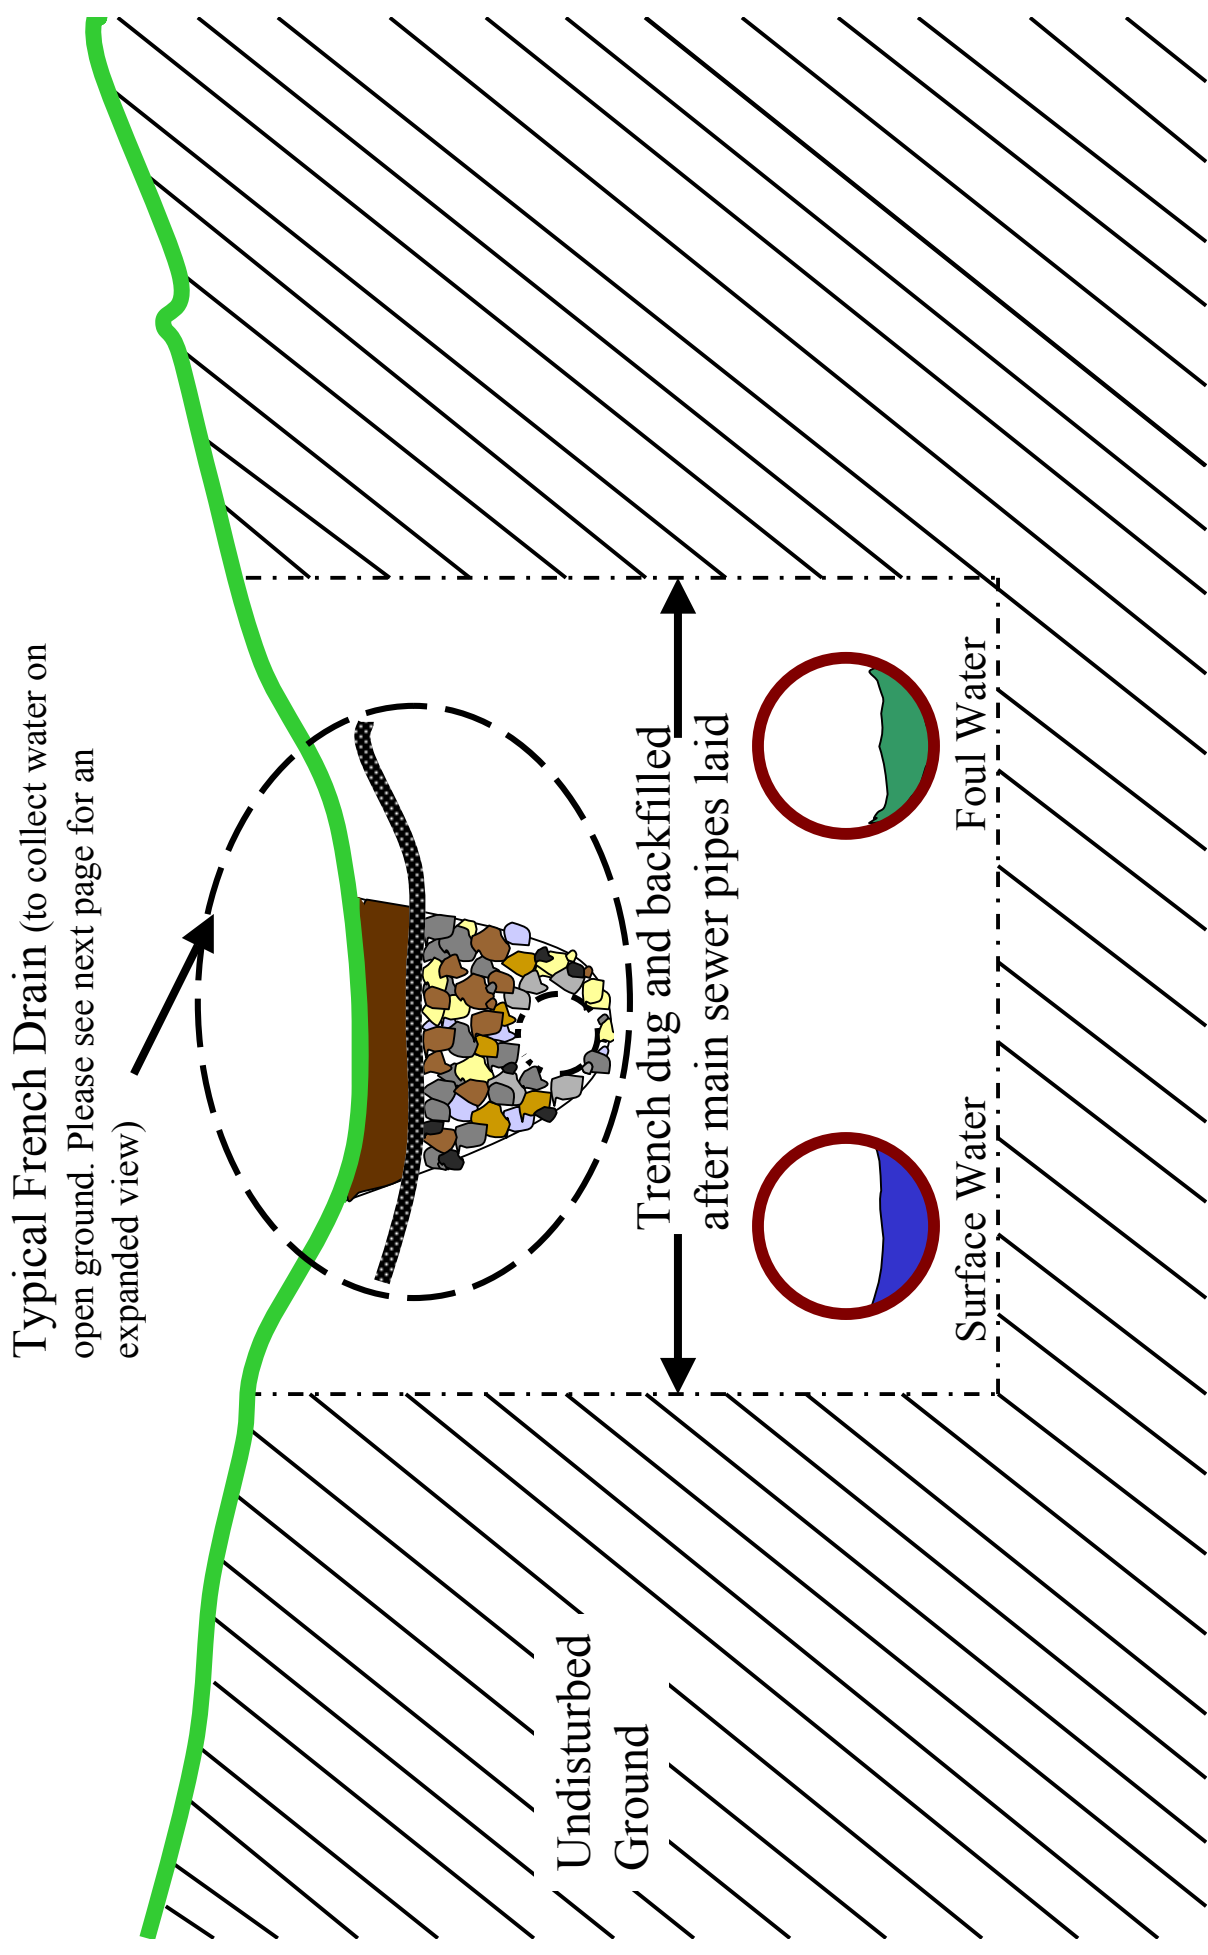 Typical French Drain (to collect water on
open ground. Please see next page for an
expanded view)
Trench dug and backfilled
after main sewer pipes laid
Undisturbed
Ground
Surface Water
Foul Water